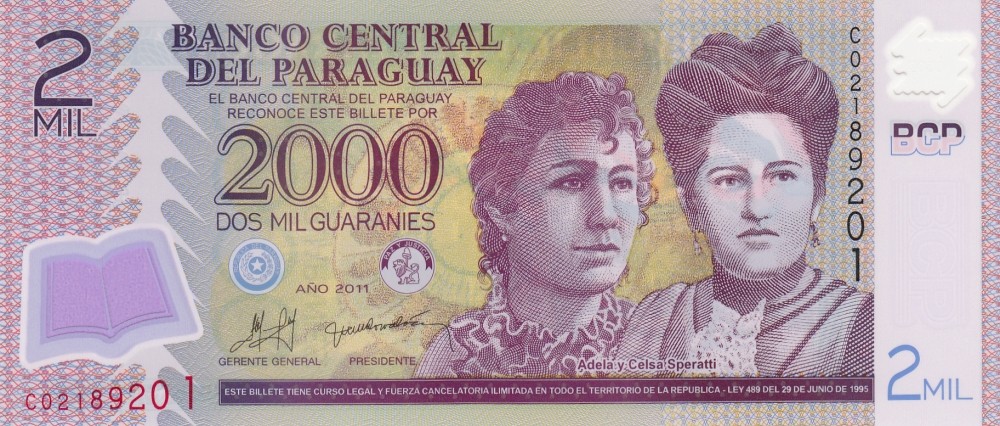 2
MIL
BANCO CENTRAL
DEL PARAGUAY
EL BANCO CENTRAL DEL PARAGUAY
RECONOCE ESTE BILLETE POR
2000
DOS MIL GUARANIES
PAZ Y JUSTICIA
AÑO 2011
GERENTE GENERAL PRESIDENTE
Adela y Celsa Speratti
ESTE BILLETE TIENE CURSO LEGAL Y FUERZA CANCELATORIA ILIMITADA EN TODO EL TERRITORIO DE LA REPUBLICA - LEY 489 DEL 29 DE JUNIO DE 1995
C02189201
C02189201
BCP
BCP
2 MIL